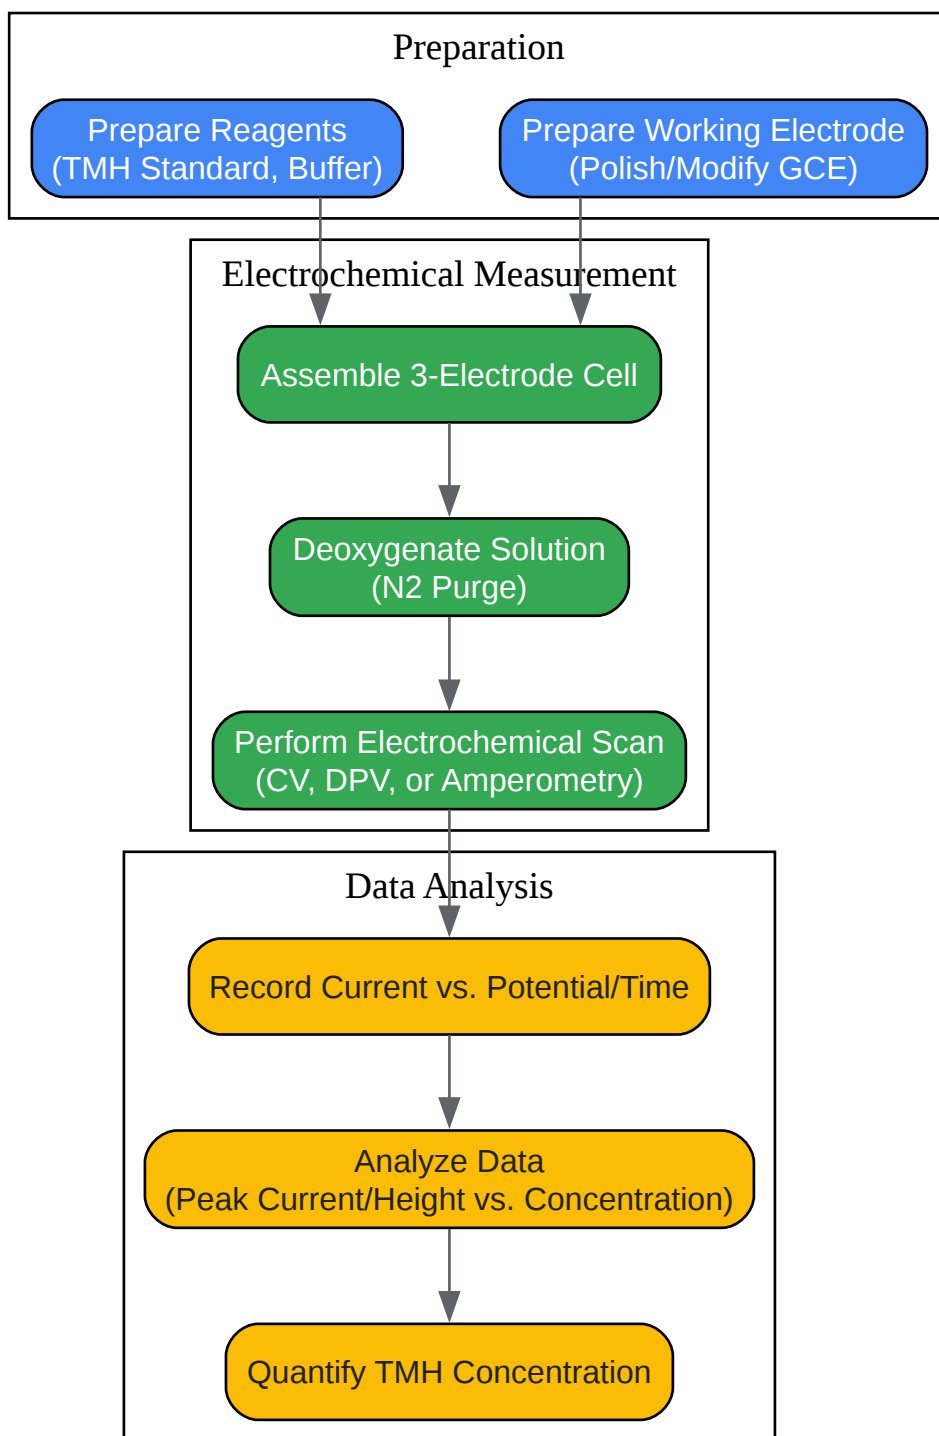 Preparation
Prepare Reagents
(TMH Standard, Buffer)
Prepare Working Electrode
(Polish/Modify GCE)
Electrochemical Measurement
Assemble 3-Electrode Cell
Deoxygenate Solution
(N2 Purge)
Perform Electrochemical Scan
(CV, DPV, or Amperometry)
Data Analysis
Record Current vs. Potential/Time
Analyze Data
(Peak Current/Height vs. Concentration)
Quantify TMH Concentration